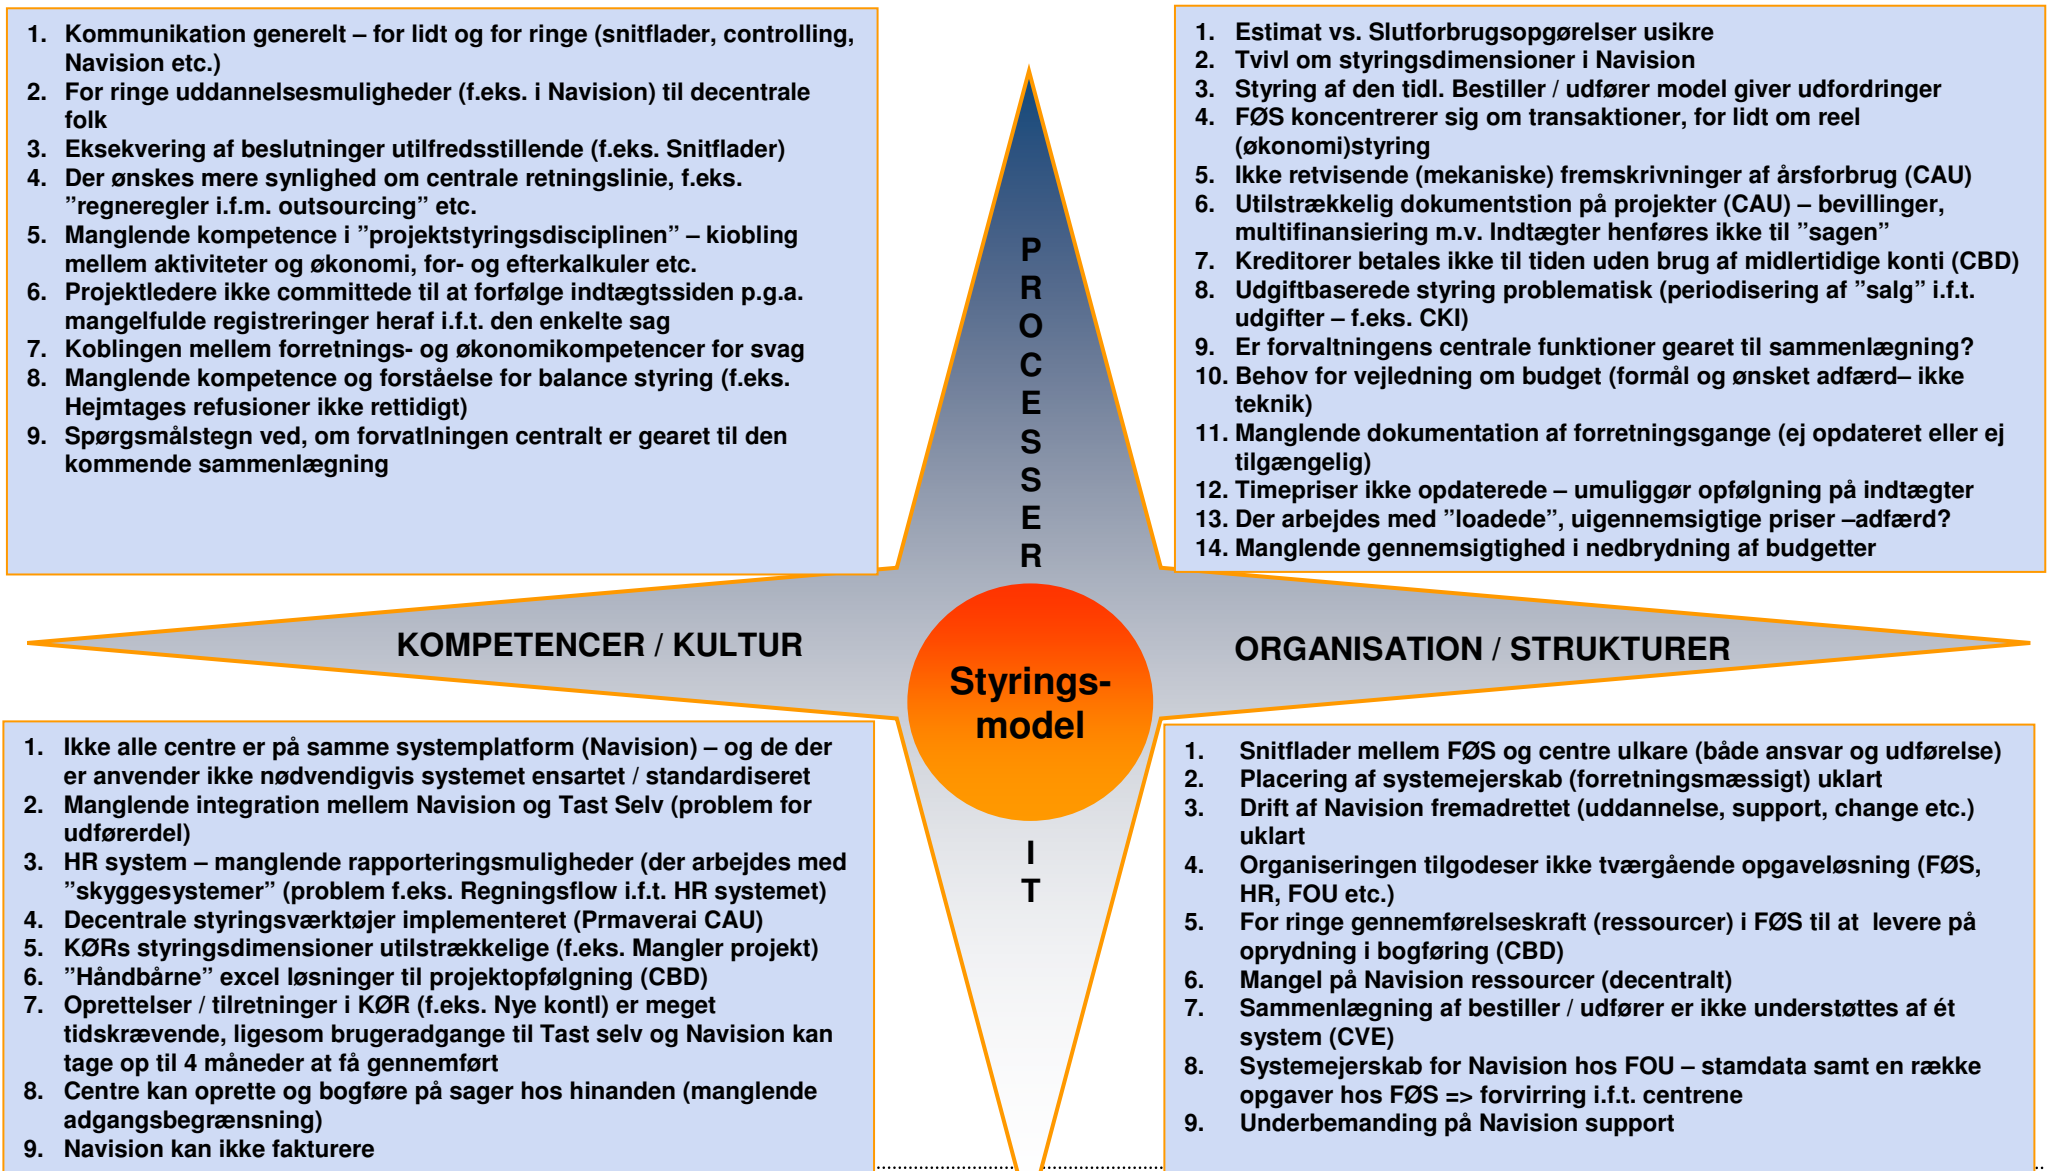 1. Kommunikation generelt – for lidt og for ringe (snitflader, controlling,
Navision etc.)
2. For ringe uddannelsesmuligheder (f.eks. i Navision) til decentrale
folk
3. Eksekvering af beslutninger utilfredsstillende (f.eks. Snitflader)
4. Der ønskes mere synlighed om centrale retningslinie, f.eks.
”regneregler i.f.m. outsourcing” etc.
5. Manglende kompetence i ”projektstyringsdisciplinen” – kiobling
mellem aktiviteter og økonomi, for- og efterkalkuler etc.
6. Projektledere ikke committede til at forfølge indtægtssiden p.g.a.
mangelfulde registreringer heraf i.f.t. den enkelte sag
7. Koblingen mellem forretnings- og økonomikompetencer for svag
8. Manglende kompetence og forståelse for balance styring (f.eks.
Hejmtages refusioner ikke rettidigt)
9. Spørgsmålstegn ved, om forvatlningen centralt er gearet til den
kommende sammenlægning
1. Estimat vs. Slutforbrugsopgørelser usikre
2. Tvivl om styringsdimensioner i Navision
3. Styring af den tidl. Bestiller / udfører model giver udfordringer
4. FØS koncentrerer sig om transaktioner, for lidt om reel
(økonomi)styring
5. Ikke retvisende (mekaniske) fremskrivninger af årsforbrug (CAU)
6. Utilstrækkelig dokumentstion på projekter (CAU) – bevillinger,
multifinansiering m.v. Indtægter henføres ikke til ”sagen”
7. Kreditorer betales ikke til tiden uden brug af midlertidige konti (CBD)
8. Udgiftbaserede styring problematisk (periodisering af ”salg” i.f.t.
udgifter – f.eks. CKI)
9. Er forvaltningens centrale funktioner gearet til sammenlægning?
10. Behov for vejledning om budget (formål og ønsket adfærd– ikke
teknik)
11. Manglende dokumentation af forretningsgange (ej opdateret eller ej
tilgængelig)
12. Timepriser ikke opdaterede – umuliggør opfølgning på indtægter
13. Der arbejdes med ”loadede”, uigennemsigtige priser –adfærd?
14. Manglende gennemsigtighed i nedbrydning af budgetter
PROCESSER
KOMPETENCER / KULTUR
ORGANISATION / STRUKTURER
Styrings-
model
IT
1. Ikke alle centre er på samme systemplatform (Navision) – og de der
er anvender ikke nødvendigvis systemet ensartet / standardiseret
2. Manglende integration mellem Navision og Tast Selv (problem for
udførerdel)
3. HR system – manglende rapporteringsmuligheder (der arbejdes med
”skyggesystemer” (problem f.eks. Regningsflow i.f.t. HR systemet)
4. Decentrale styringsværktøjer implementeret (Prmaverai CAU)
5. KØRs styringsdimensioner utilstrækkelige (f.eks. Mangler projekt)
6. ”Håndbårne” excel løsninger til projektopfølgning (CBD)
7. Oprettelser / tilretninger i KØR (f.eks. Nye kontI) er meget
tidskrævende, ligesom brugeradgange til Tast selv og Navision kan
tage op til 4 måneder at få gennemført
8. Centre kan oprette og bogføre på sager hos hinanden (manglende
adgangsbegrænsning)
9. Navision kan ikke fakturere
1. Snitflader mellem FØS og centre ulkare (både ansvar og udførelse)
2. Placering af systemejerskab (forretningsmæssigt) uklart
3. Drift af Navision fremadrettet (uddannelse, support, change etc.)
uklart
4. Organiseringen tilgodeser ikke tværgående opgaveløsning (FØS,
HR, FOU etc.)
5. For ringe gennemførelseskraft (ressourcer) i FØS til at levere på
oprydning i bogføring (CBD)
6. Mangel på Navision ressourcer (decentralt)
7. Sammenlægning af bestiller / udfører er ikke understøttes af ét
system (CVE)
8. Systemejerskab for Navision hos FOU – stamdata samt en række
opgaver hos FØS => forvirring i.f.t. centrene
9. Underbemanding på Navision support